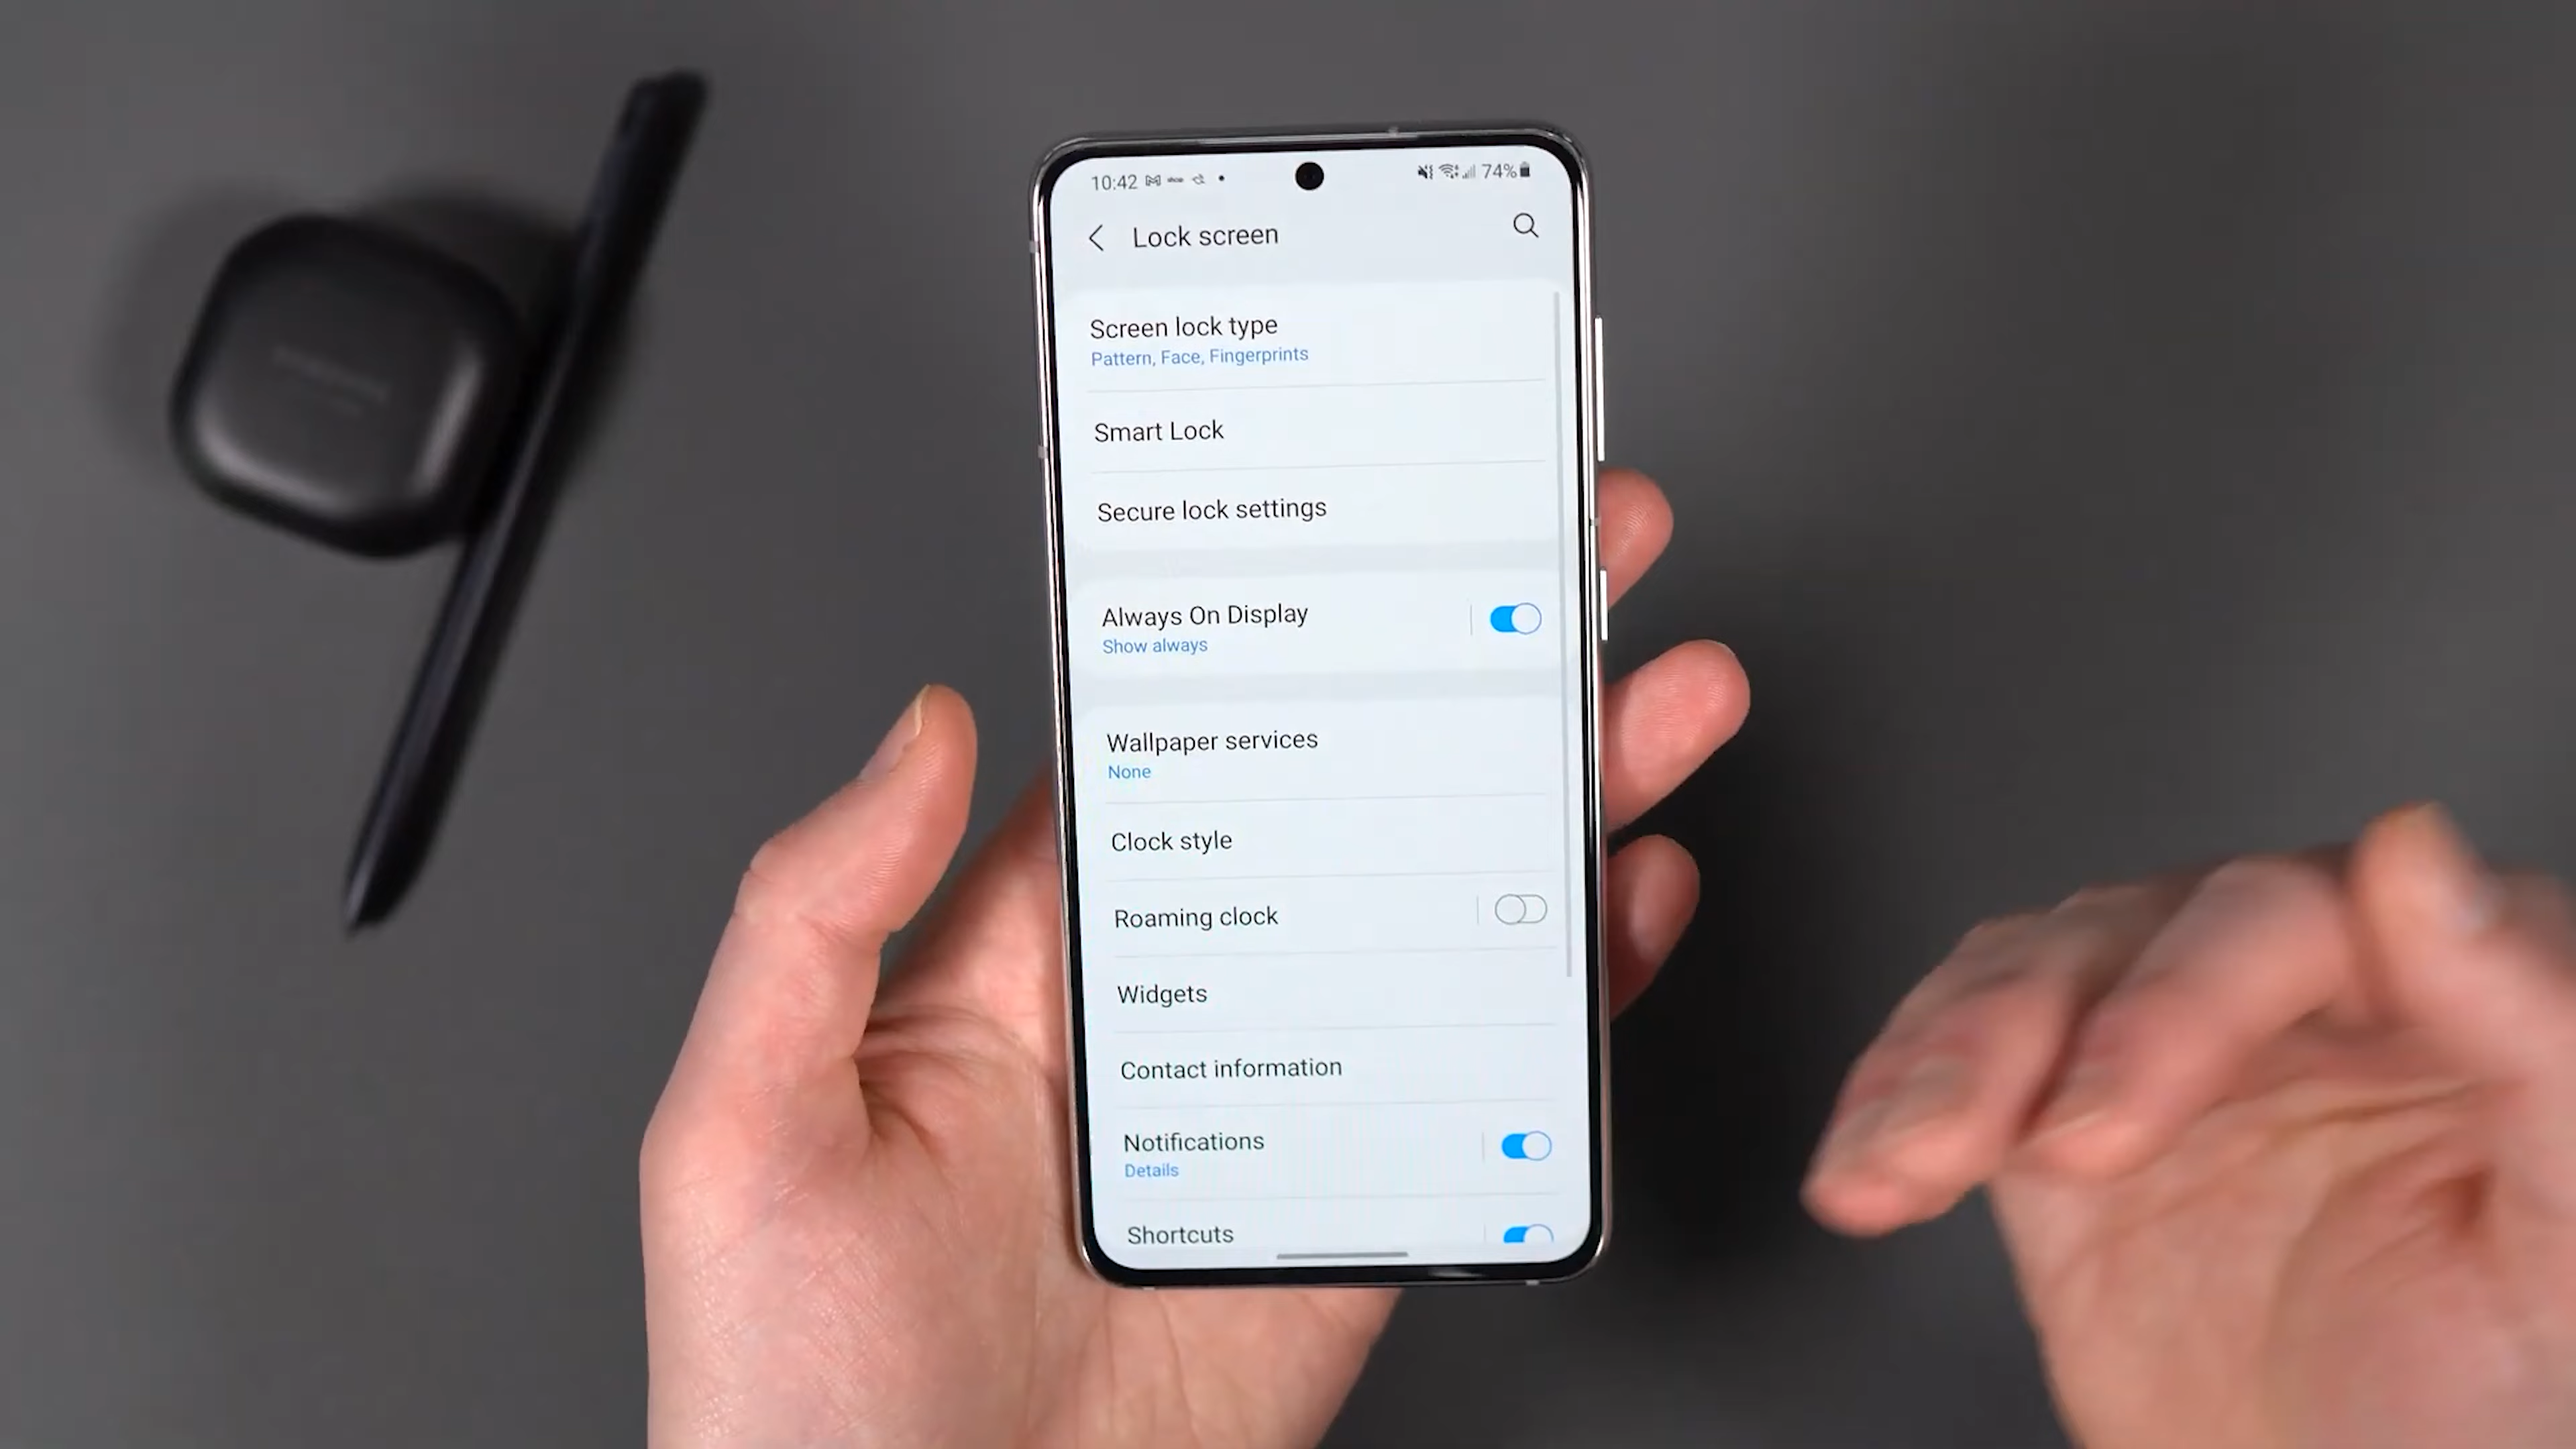 10:42 74%
Lock screen
Screen lock type
Pattern, Face, Fingerprints
Smart Lock
Secure lock settings
Always On Display
Show always
Wallpaper services
None
Clock style
Roaming clock
Widgets
Contact information
Notifications
Details
Shortcuts